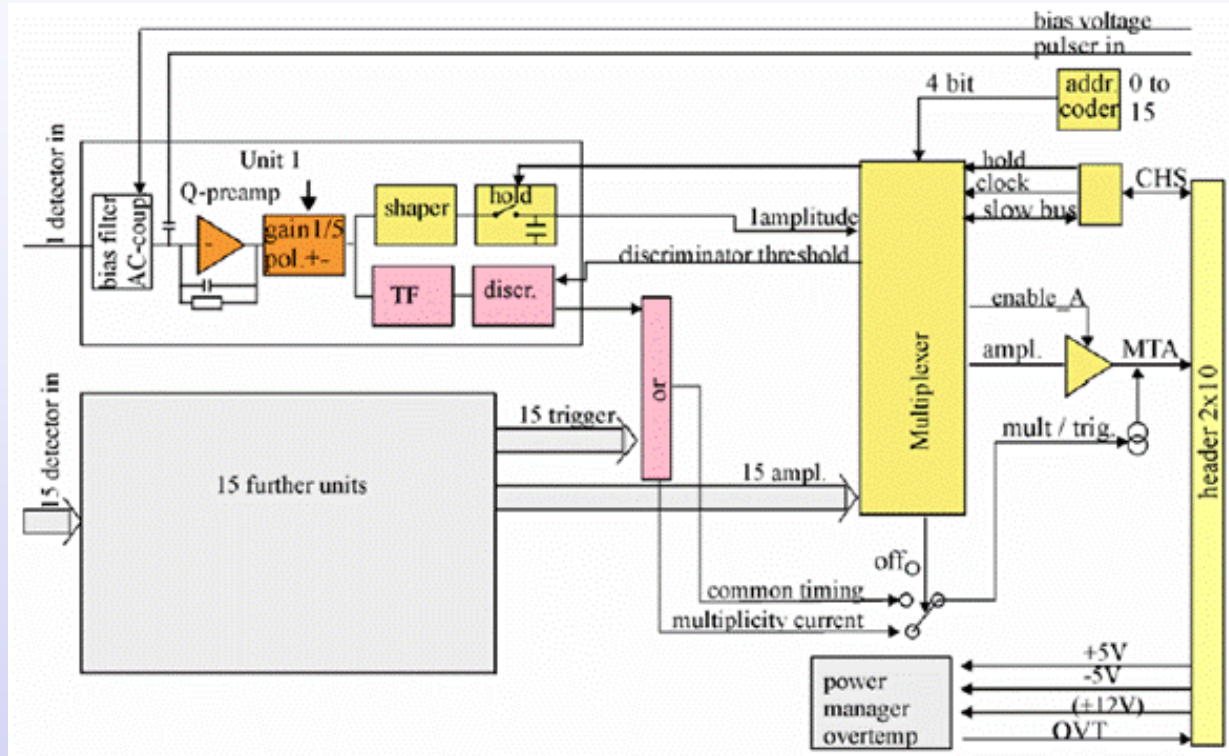 bias voltage
pulser in
4 bit
addr.
coder
0 to
15
1 detector in
Unit 1
Q-preamp
bias filter
AC-coup
-
gain1/5
pol.+-
shaper
hold
TF
discr.
1amplitude
discriminator threshold
hold
clock
slow bus
CHS
enable_A
ampl.
MTA
Multiplexer
or
mult / trig.
header 2x10
15 detector in
15 further units
15 trigger
15 ampl.
off
common timing
multiplicity current
power
manager
overtemp
+5V
-5V
(+12V)
OVT